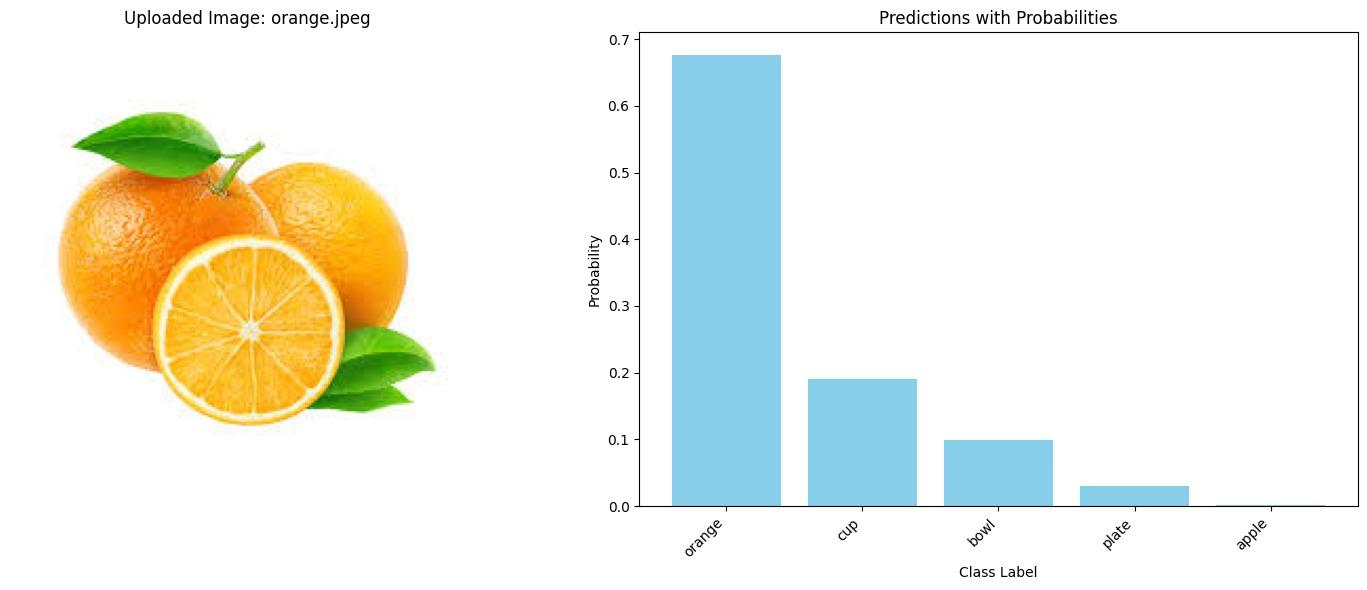 Uploaded Image: orange.jpeg
Predictions with Probabilities
Probability
0.7
0.6
0.5
0.4
0.3
0.2
0.1
0.0
orange
cup
bowl
plate
apple
Class Label